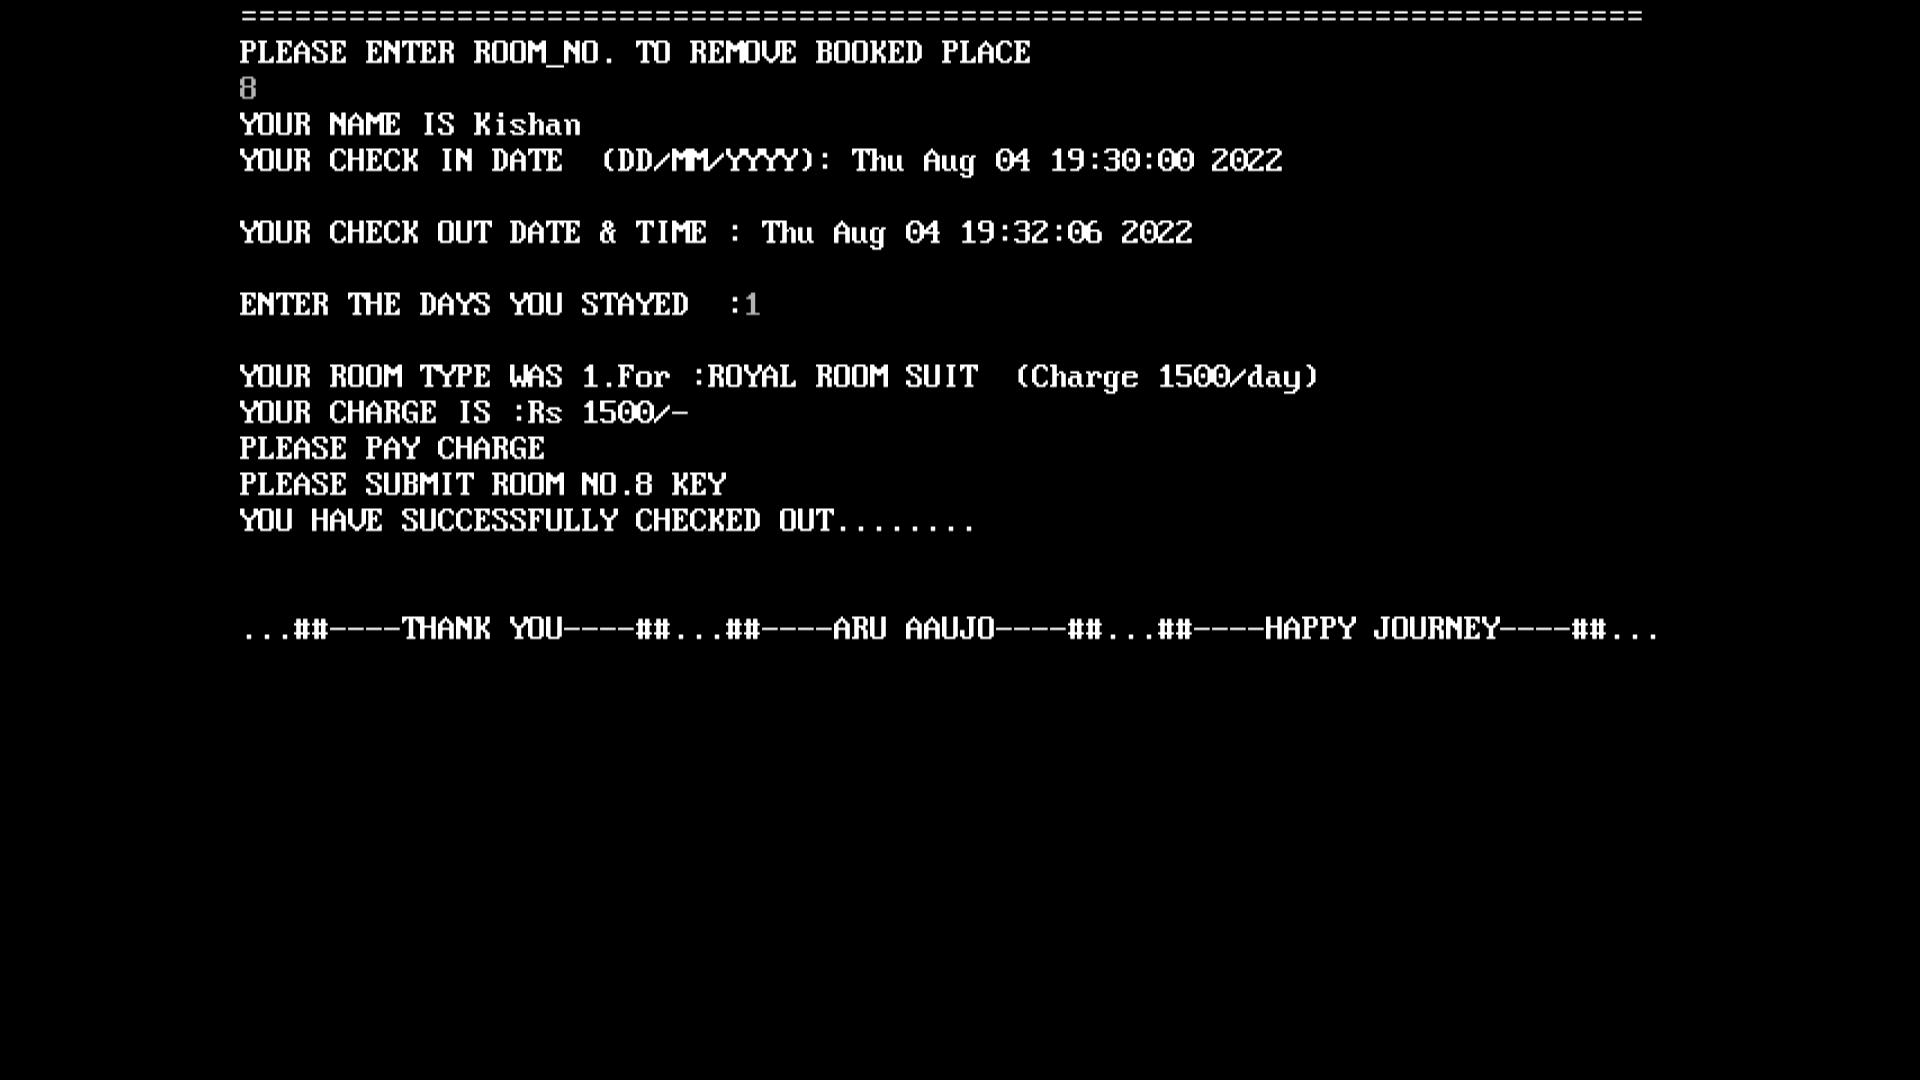 ==============================================================================
PLEASE ENTER ROOM_NO. TO REMOVE BOOKED PLACE
8
YOUR NAME IS Kishan
YOUR CHECK IN DATE  (DD/MM/YYYY): Thu Aug 04 19:30:00 2022
YOUR CHECK OUT DATE & TIME : Thu Aug 04 19:32:06 2022
ENTER THE DAYS YOU STAYED  :1
YOUR ROOM TYPE WAS 1.For :ROYAL ROOM SUIT  (Charge 1500/day)
YOUR CHARGE IS :Rs 1500/-
PLEASE PAY CHARGE
PLEASE SUBMIT ROOM NO.8 KEY
YOU HAVE SUCCESSFULLY CHECKED OUT........
...##----THANK YOU----##...##----ARU AAUJO----##...##----HAPPY JOURNEY----##...